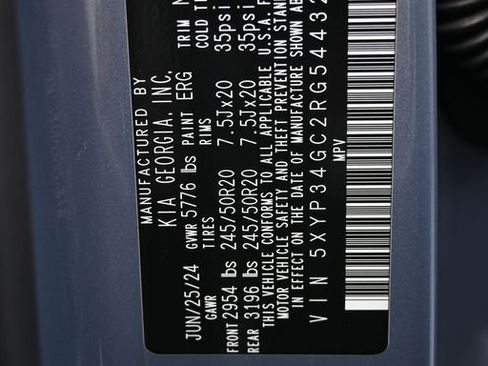 MANUFACTURED BY
KIA GEORGIA, INC.
JUN/25/24 GVWR 5776 lbs PAINT ERG TRIM
GAWR TIRES RIMS COLD
FRONT 2954 lbs 245/50R20 7.5Jx20 35psi
REAR 3196 lbs 245/50R20 7.5Jx20 35psi
THIS VEHICLE CONFORMS TO ALL APPLICABLE U.S.A. F
MOTOR VEHICLE SAFETY AND THEFT PREVENTION STAN
IN EFFECT ON THE DATE OF MANUFACTURE SHOWN AB
VIN 5XYP34GC2RG54432
MPV